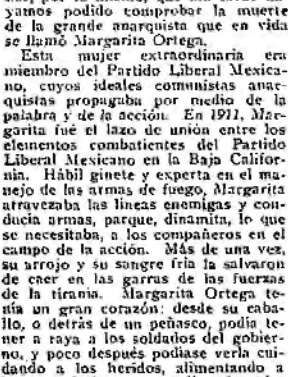 yamos podido comprobar la muerte
de la grande anarquista que en vida
se llamó Margarita Ortega.
Esta mujer extraordinaria era
miembro del Partido Liberal Mexica-
no, cuyos ideales comunistas anar-
quistas propagaba por medio de la
palabra y de la acción. En 1911, Mar-
garita fué el lazo de unión entre los
elementos combatientes del Partido
Liberal Mexicano en la Baja Califor-
nia. Hábil ginete y experta en el ma-
nejo de las armas de fuego, Margarita
atravezaba las líneas enemigas y con-
ducía armas, parque, dinamita, lo que
se necesitaba, a los compañeros en el
campo de la acción. Más de una vez,
su arrojo y su sangre fría la salvaron
de caer en las garras de las fuerzas
de la tiranía. Margarita Ortega te-
nía un gran corazón: desde su caba-
llo, o detrás de un peñasco, podía te-
ner a raya a los soldados del gobier-
no, y poco después podíase verla cui-
dando a los heridos, alimentando a